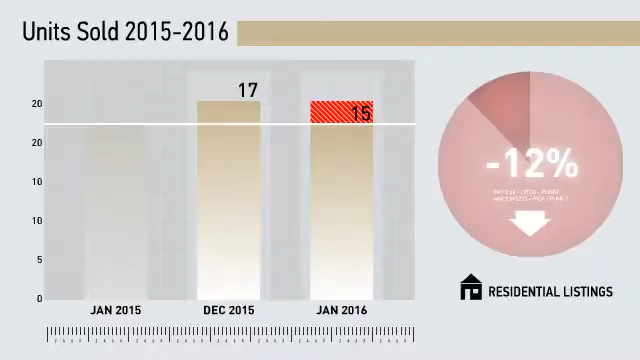 Units Sold 2015-2016
17
15
20
20
10
10
5
0
JAN 2015
DEC 2015
JAN 2016
-12%
RESIDENTIAL LISTINGS